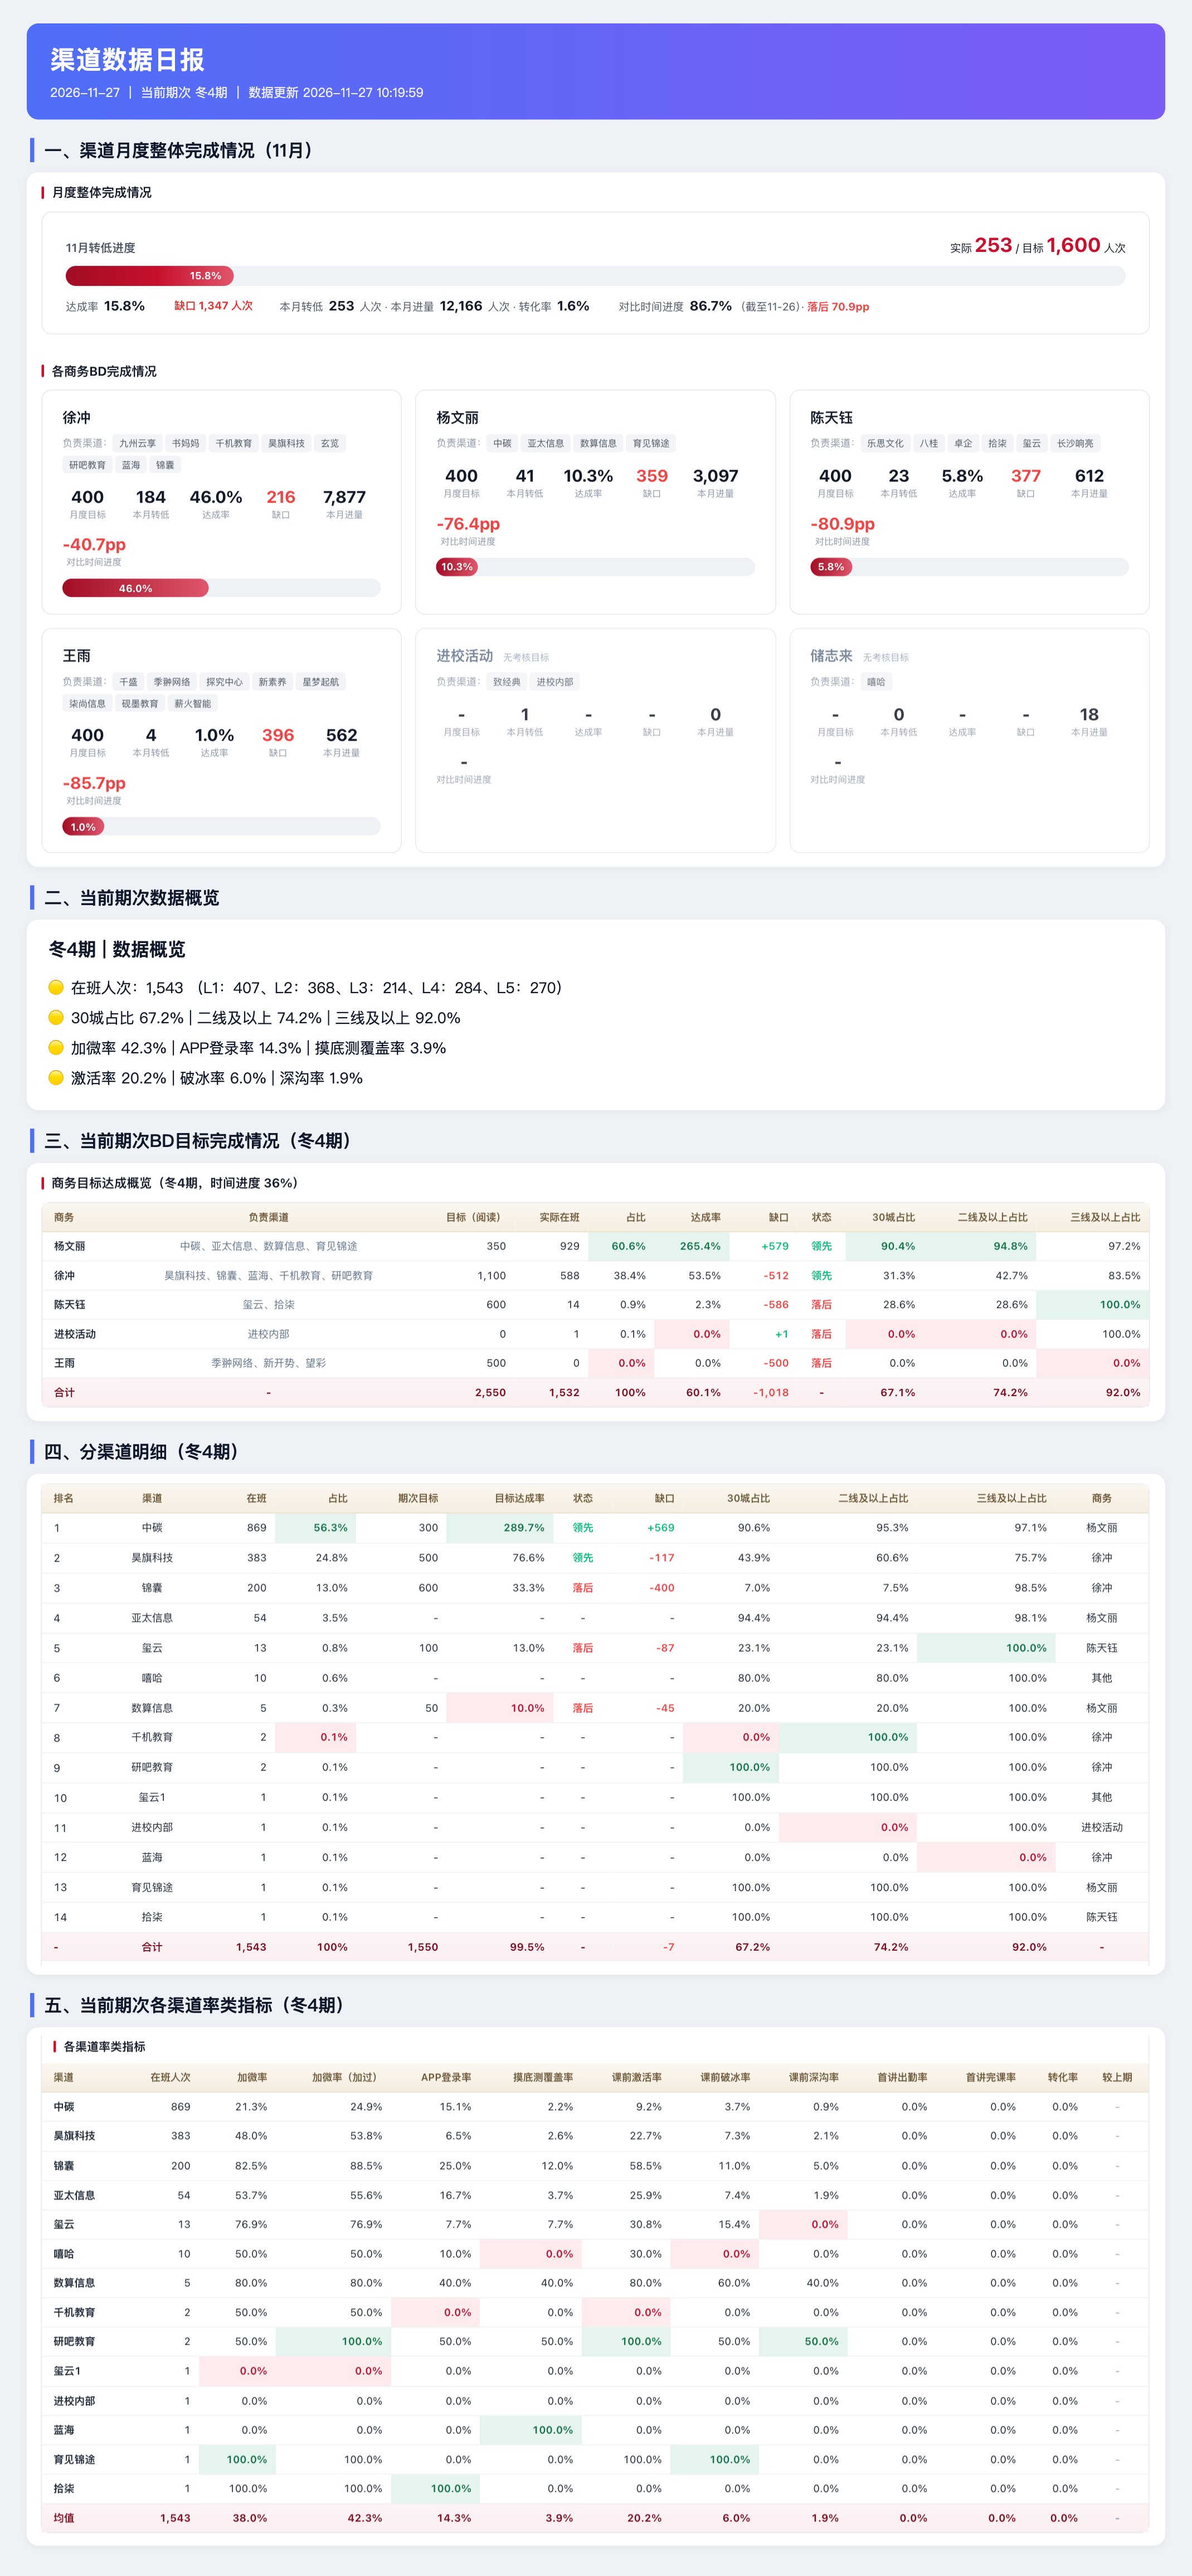 渠道数据日报
2026-11-27 | 当前期次 冬4期 | 数据更新 2026-11-27 10:19:59
一、渠道月度整体完成情况（11月）
月度整体完成情况
11月转低进度 实际 253 / 目标 1,600 人次
15.8%
达成率 15.8% 缺口 1,347 人次 本月转低 253 人次 · 本月进量 12,166 人次 · 转化率 1.6% 对比时间进度 86.7% (截至11-26) · 落后 70.9pp
各商务BD完成情况
徐冲
负责渠道： 九州云享 书妈妈 千机教育 昊旗科技 玄览
研吧教育 蓝海 锦囊
400 184 46.0% 216 7,877
月度目标 本月转低 达成率 缺口 本月进量
-40.7pp
对比时间进度
46.0%
杨文丽
负责渠道： 中碳 亚太信息 数算信息 育见锦途
400 41 10.3% 359 3,097
月度目标 本月转低 达成率 缺口 本月进量
-76.4pp
对比时间进度
10.3%
陈天钰
负责渠道： 乐思文化 八桂 卓企 拾柒 玺云 长沙响亮
400 23 5.8% 377 612
月度目标 本月转低 达成率 缺口 本月进量
-80.9pp
对比时间进度
5.8%
王雨
负责渠道： 千盛 季翀网络 探究中心 新素养 星梦起航
柒尚信息 砚墨教育 薪火智能
400 4 1.0% 396 562
月度目标 本月转低 达成率 缺口 本月进量
-85.7pp
对比时间进度
1.0%
进校活动 无考核目标
负责渠道： 致经典 进校内部
- 1 - - 0
月度目标 本月转低 达成率 缺口 本月进量
-
对比时间进度
储志来 无考核目标
负责渠道： 嘻哈
- 0 - - 18
月度目标 本月转低 达成率 缺口 本月进量
-
对比时间进度
二、当前期次数据概览
冬4期 | 数据概览
在班人次：1,543 （L1：407、L2：368、L3：214、L4：284、L5：270）
30城占比 67.2% | 二线及以上 74.2% | 三线及以上 92.0%
加微率 42.3% | APP登录率 14.3% | 摸底测覆盖率 3.9%
激活率 20.2% | 破冰率 6.0% | 深沟率 1.9%
三、当前期次BD目标完成情况（冬4期）
商务目标达成概览（冬4期，时间进度 36%）
商务 负责渠道 目标（阅读） 实际在班 占比 达成率 缺口 状态 30城占比 二线及以上占比 三线及以上占比
杨文丽 中碳、亚太信息、数算信息、育见锦途 350 929 60.6% 265.4% +579 领先 90.4% 94.8% 97.2%
徐冲 昊旗科技、锦囊、蓝海、千机教育、研吧教育 1,100 588 38.4% 53.5% -512 领先 31.3% 42.7% 83.5%
陈天钰 玺云、拾柒 600 14 0.9% 2.3% -586 落后 28.6% 28.6% 100.0%
进校活动 进校内部 0 1 0.1% 0.0% +1 落后 0.0% 0.0% 100.0%
王雨 季翀网络、新开势、望彩 500 0 0.0% 0.0% -500 落后 0.0% 0.0% 0.0%
合计 - 2,550 1,532 100% 60.1% -1,018 - 67.1% 74.2% 92.0%
四、分渠道明细（冬4期）
排名 渠道 在班 占比 期次目标 目标达成率 状态 缺口 30城占比 二线及以上占比 三线及以上占比 商务
1 中碳 869 56.3% 300 289.7% 领先 +569 90.6% 95.3% 97.1% 杨文丽
2 昊旗科技 383 24.8% 500 76.6% 领先 -117 43.9% 60.6% 75.7% 徐冲
3 锦囊 200 13.0% 600 33.3% 落后 -400 7.0% 7.5% 98.5% 徐冲
4 亚太信息 54 3.5% - - - - 94.4% 94.4% 98.1% 杨文丽
5 玺云 13 0.8% 100 13.0% 落后 -87 23.1% 23.1% 100.0% 陈天钰
6 嘻哈 10 0.6% - - - - 80.0% 80.0% 100.0% 其他
7 数算信息 5 0.3% 50 10.0% 落后 -45 20.0% 20.0% 100.0% 杨文丽
8 千机教育 2 0.1% - - - - 0.0% 100.0% 100.0% 徐冲
9 研吧教育 2 0.1% - - - - 100.0% 100.0% 100.0% 徐冲
10 玺云1 1 0.1% - - - - 100.0% 100.0% 100.0% 其他
11 进校内部 1 0.1% - - - - 0.0% 0.0% 100.0% 进校活动
12 蓝海 1 0.1% - - - - 0.0% 0.0% 0.0% 徐冲
13 育见锦途 1 0.1% - - - - 100.0% 100.0% 100.0% 杨文丽
14 拾柒 1 0.1% - - - - 100.0% 100.0% 100.0% 陈天钰
- 合计 1,543 100% 1,550 99.5% - -7 67.2% 74.2% 92.0% -
五、当前期次各渠道率类指标（冬4期）
各渠道率类指标
渠道 在班人次 加微率 加微率（加过） APP登录率 摸底测覆盖率 课前激活率 课前破冰率 课前深沟率 首讲出勤率 首讲完课率 转化率 较上期
中碳 869 21.3% 24.9% 15.1% 2.2% 9.2% 3.7% 0.9% 0.0% 0.0% 0.0% -
昊旗科技 383 48.0% 53.8% 6.5% 2.6% 22.7% 7.3% 2.1% 0.0% 0.0% 0.0% -
锦囊 200 82.5% 88.5% 25.0% 12.0% 58.5% 11.0% 5.0% 0.0% 0.0% 0.0% -
亚太信息 54 53.7% 55.6% 16.7% 3.7% 25.9% 7.4% 1.9% 0.0% 0.0% 0.0% -
玺云 13 76.9% 76.9% 7.7% 7.7% 30.8% 15.4% 0.0% 0.0% 0.0% 0.0% -
嘻哈 10 50.0% 50.0% 10.0% 0.0% 30.0% 0.0% 0.0% 0.0% 0.0% 0.0% -
数算信息 5 80.0% 80.0% 40.0% 40.0% 80.0% 60.0% 40.0% 0.0% 0.0% 0.0% -
千机教育 2 50.0% 50.0% 0.0% 0.0% 0.0% 0.0% 0.0% 0.0% 0.0% 0.0% -
研吧教育 2 50.0% 100.0% 50.0% 50.0% 100.0% 50.0% 50.0% 0.0% 0.0% 0.0% -
玺云1 1 0.0% 0.0% 0.0% 0.0% 0.0% 0.0% 0.0% 0.0% 0.0% 0.0% -
进校内部 1 0.0% 0.0% 0.0% 0.0% 0.0% 0.0% 0.0% 0.0% 0.0% 0.0% -
蓝海 1 0.0% 0.0% 0.0% 100.0% 0.0% 0.0% 0.0% 0.0% 0.0% 0.0% -
育见锦途 1 100.0% 100.0% 0.0% 0.0% 100.0% 100.0% 0.0% 0.0% 0.0% 0.0% -
拾柒 1 100.0% 100.0% 100.0% 0.0% 0.0% 0.0% 0.0% 0.0% 0.0% 0.0% -
均值 1,543 38.0% 42.3% 14.3% 3.9% 20.2% 6.0% 1.9% 0.0% 0.0% 0.0% -